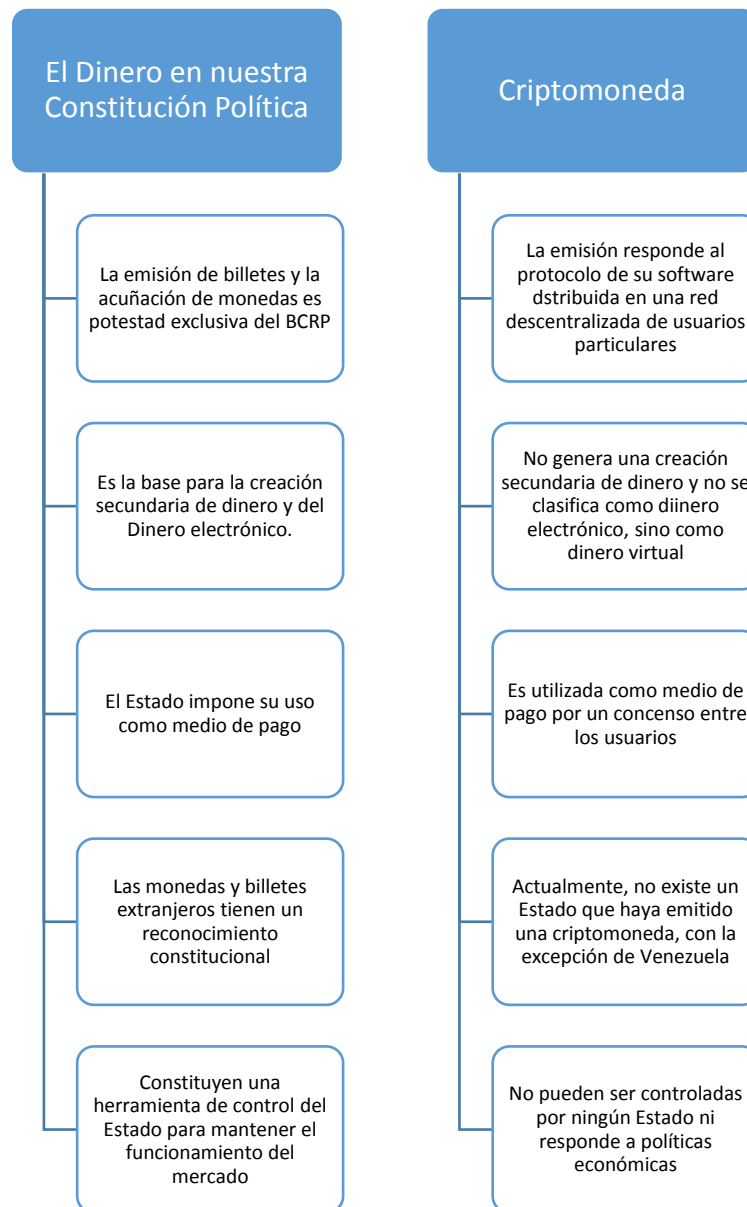 El Dinero en nuestra
Constitución Política
La emisión de billetes y la
acuñación de monedas es
potestad exclusiva del BCRP
Es la base para la creación
secundaria de dinero y del
Dinero electrónico.
El Estado impone su uso
como medio de pago
Las monedas y billetes
extranjeros tienen un
reconocimiento
constitucional
Constituyen una
herramienta de control del
Estado para mantener el
funcionamiento del
mercado
Criptomoneda
La emisión responde al
protocolo de su software
dstribuida en una red
descentralizada de usuarios
particulares
No genera una creación
secundaria de dinero y no se
clasifica como diinero
electrónico, sino como
dinero virtual
Es utilizada como medio de
pago por un concenso entre
los usuarios
Actualmente, no existe un
Estado que haya emitido
una criptomoneda, con la
excepción de Venezuela
No pueden ser controladas
por ningún Estado ni
responde a políticas
económicas